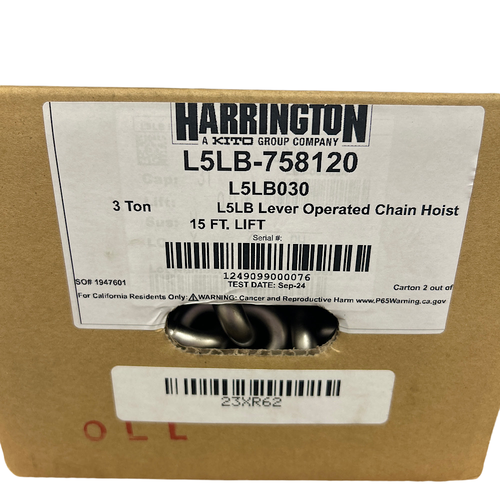 HARRINGTON
A KITO GROUP COMPANY
L5LB-758120
L5LB030
3 Ton L5LB Lever Operated Chain Hoist
15 FT. LIFT
Serial #:
1249099000076
SO# 1947601 TEST DATE: Sep-24 Carton 2 out of
For California Residents Only: ⚠WARNING: Cancer and Reproductive Harm www.P65Warning.ca.gov
23XR62
OLL